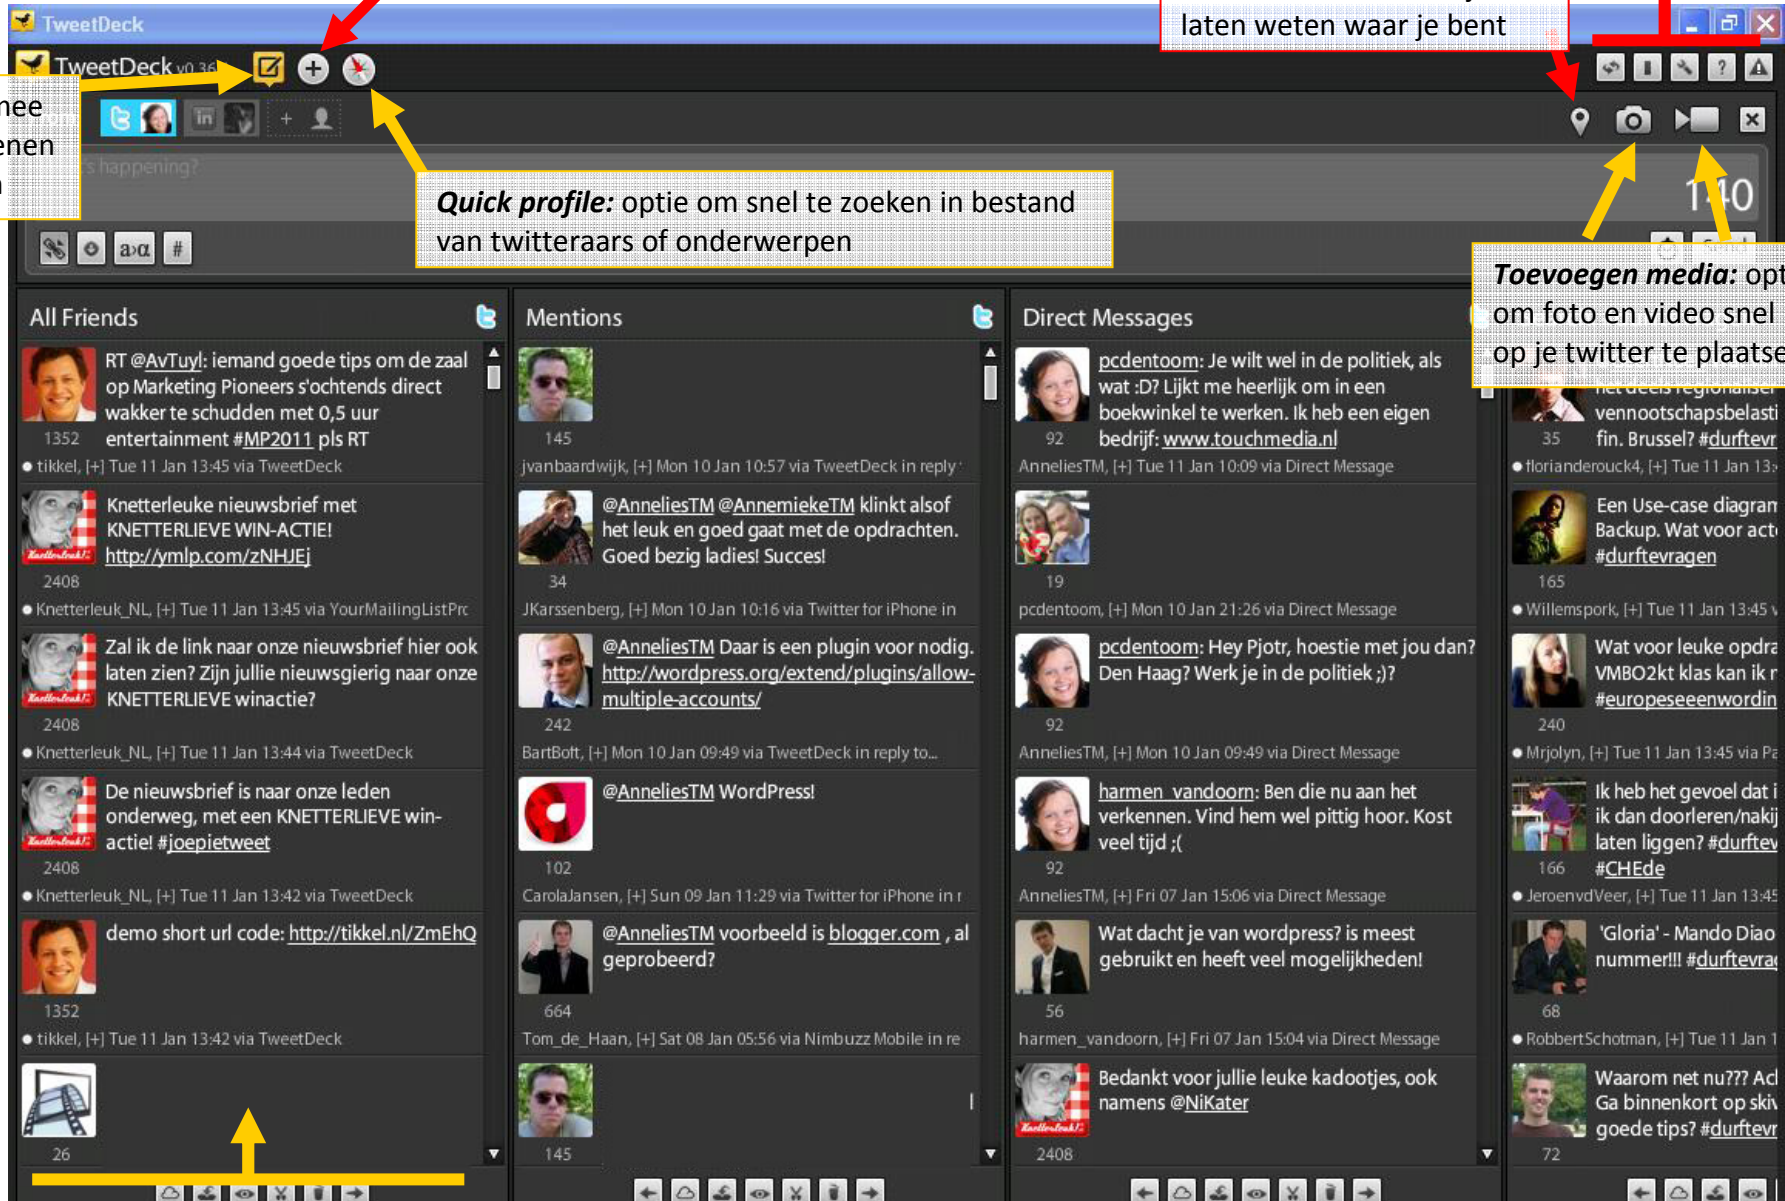 TweetDeck
laten weten waar je bent
TweetDeck v0.36
nee
enen
in
+
's happening?
140
Quick profile: optie om snel te zoeken in bestand
van twitteraars of onderwerpen
a›α #
Toevoegen media: opt
om foto en video snel
op je twitter te plaatse
All Friends
RT @AvTuyl: iemand goede tips om de zaal
op Marketing Pioneers s'ochtends direct
wakker te schudden met 0,5 uur
entertainment #MP2011 pls RT
1352
tikkel, [+] Tue 11 Jan 13:45 via TweetDeck
Knetterleuke nieuwsbrief met
KNETTERLIEVE WIN-ACTIE!
http://ymlp.com/zNHJEj
2408
Knetterleuk_NL, [+] Tue 11 Jan 13:45 via YourMailingListPrc
Zal ik de link naar onze nieuwsbrief hier ook
laten zien? Zijn jullie nieuwsgierig naar onze
KNETTERLIEVE winactie?
2408
Knetterleuk_NL, [+] Tue 11 Jan 13:44 via TweetDeck
De nieuwsbrief is naar onze leden
onderweg, met een KNETTERLIEVE win-
actie! #joepietweet
2408
Knetterleuk_NL, [+] Tue 11 Jan 13:42 via TweetDeck
demo short url code: http://tikkel.nl/ZmEhQ
1352
tikkel, [+] Tue 11 Jan 13:42 via TweetDeck
26
Mentions
145
jvanbaardwijk, [+] Mon 10 Jan 10:57 via TweetDeck in reply
@AnneliesTM @AnnemiekeTM klinkt alsof
het leuk en goed gaat met de opdrachten.
Goed bezig ladies! Succes!
34
JKarssenberg, [+] Mon 10 Jan 10:16 via Twitter for iPhone in
@AnneliesTM Daar is een plugin voor nodig.
http://wordpress.org/extend/plugins/allow-
multiple-accounts/
242
BartBoft, [+] Mon 10 Jan 09:49 via TweetDeck in reply to...
@AnneliesTM WordPress!
102
CarolaJansen, [+] Sun 09 Jan 11:29 via Twitter for iPhone in r
@AnneliesTM voorbeeld is blogger.com , al
geprobeerd?
664
Tom_de_Haan, [+] Sat 08 Jan 05:56 via Nimbuzz Mobile in re
145
Direct Messages
pcdentoom: Je wilt wel in de politiek, als
wat :D? Lijkt me heerlijk om in een
boekwinkel te werken. Ik heb een eigen
bedrijf: www.touchmedia.nl
92
AnneliesTM, [+] Tue 11 Jan 10:09 via Direct Message
19
pcdentoom, [+] Mon 10 Jan 21:26 via Direct Message
pcdentoom: Hey Pjotr, hoestie met jou dan?
Den Haag? Werk je in de politiek ;)?
92
AnneliesTM, [+] Mon 10 Jan 09:49 via Direct Message
harmen_vandoorn: Ben die nu aan het
verkennen. Vind hem wel pittig hoor. Kost
veel tijd ;(
92
AnneliesTM, [+] Fri 07 Jan 15:06 via Direct Message
Wat dacht je van wordpress? is meest
gebruikt en heeft veel mogelijkheden!
56
harmen_vandoorn, [+] Fri 07 Jan 15:04 via Direct Message
Bedankt voor jullie leuke kadootjes, ook
namens @NiKater
2408
het deels regionaliser
vennootschapsbelasti
fin. Brussel? #durftevr
35
florianderouck4, [+] Tue 11 Jan 13:
Een Use-case diagram
Backup. Wat voor act
#durftevragen
165
Willemspork, [+] Tue 11 Jan 13:45 v
Wat voor leuke opdra
VMBO2kt klas kan ik
#europeseeenwordin
240
Mrjolyn, [+] Tue 11 Jan 13:45 via Pa
Ik heb het gevoel dat i
ik dan doorleren/nakij
laten liggen? #durftev
#CHEde
166
JeroenvdVeer, [+] Tue 11 Jan 13:45
'Gloria' - Mando Diao
nummer!!! #durftevra
68
RobbertSchotman, [+] Tue 11 Jan 1
Waarom net nu??? Acl
Ga binnenkort op skiv
goede tips? #durftevr
72